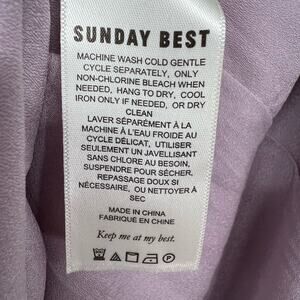 SUNDAY BEST
MACHINE WASH COLD GENTLE
CYCLE SEPARATELY, ONLY
NON-CHLORINE BLEACH WHEN
NEEDED, HANG TO DRY, COOL
IRON ONLY IF NEEDED, OR DRY
CLEAN
LAVER SÉPARÉMENT À LA
MACHINE À L'EAU FROIDE AU
CYCLE DÉLICAT, UTILISER
SEULEMENT UN JAVELLISANT
SANS CHLORE AU BESOIN,
SUSPENDRE POUR SÉCHER,
REPASSAGE DOUX SI
NÉCESSAIRE, OU NETTOYER À
SEC
MADE IN CHINA
FABRIQUÉ EN CHINE
Keep me at my best.